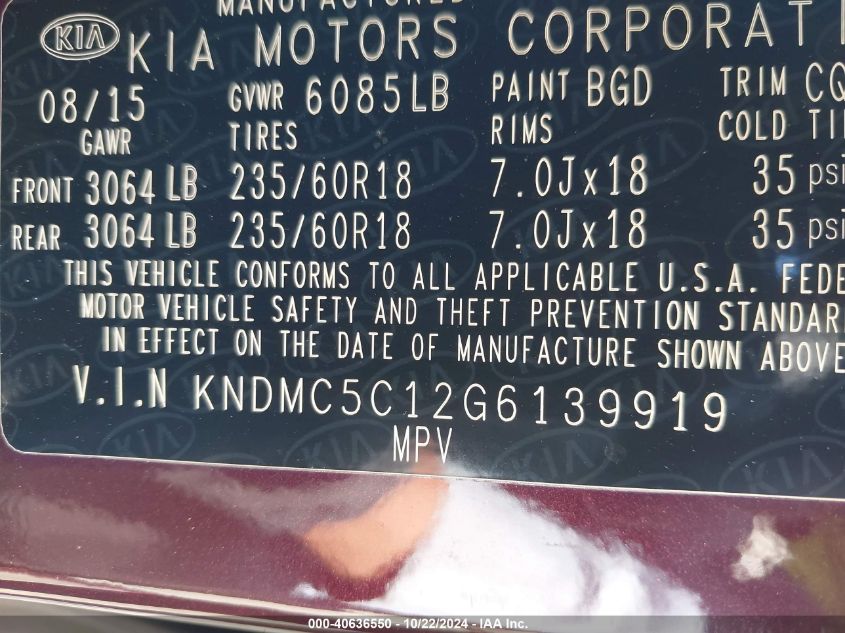 MANUFACTURED
KIA KIA MOTORS CORPORAT
08/15 GVWR 6085LB PAINT BGD TRIM CQ
GAWR TIRES RIMS COLD TI
FRONT 3064 LB 235/60R18 7.0Jx18 35 psi
REAR 3064 LB 235/60R18 7.0Jx18 35 psi
THIS VEHICLE CONFORMS TO ALL APPLICABLE U.S.A. FEDE
MOTOR VEHICLE SAFETY AND THEFT PREVENTION STANDAR
IN EFFECT ON THE DATE OF MANUFACTURE SHOWN ABOVE
V.I.N KNDMC5C12G6139919
MPV
000-40636550 - 10/22/2024 - IAA Inc.